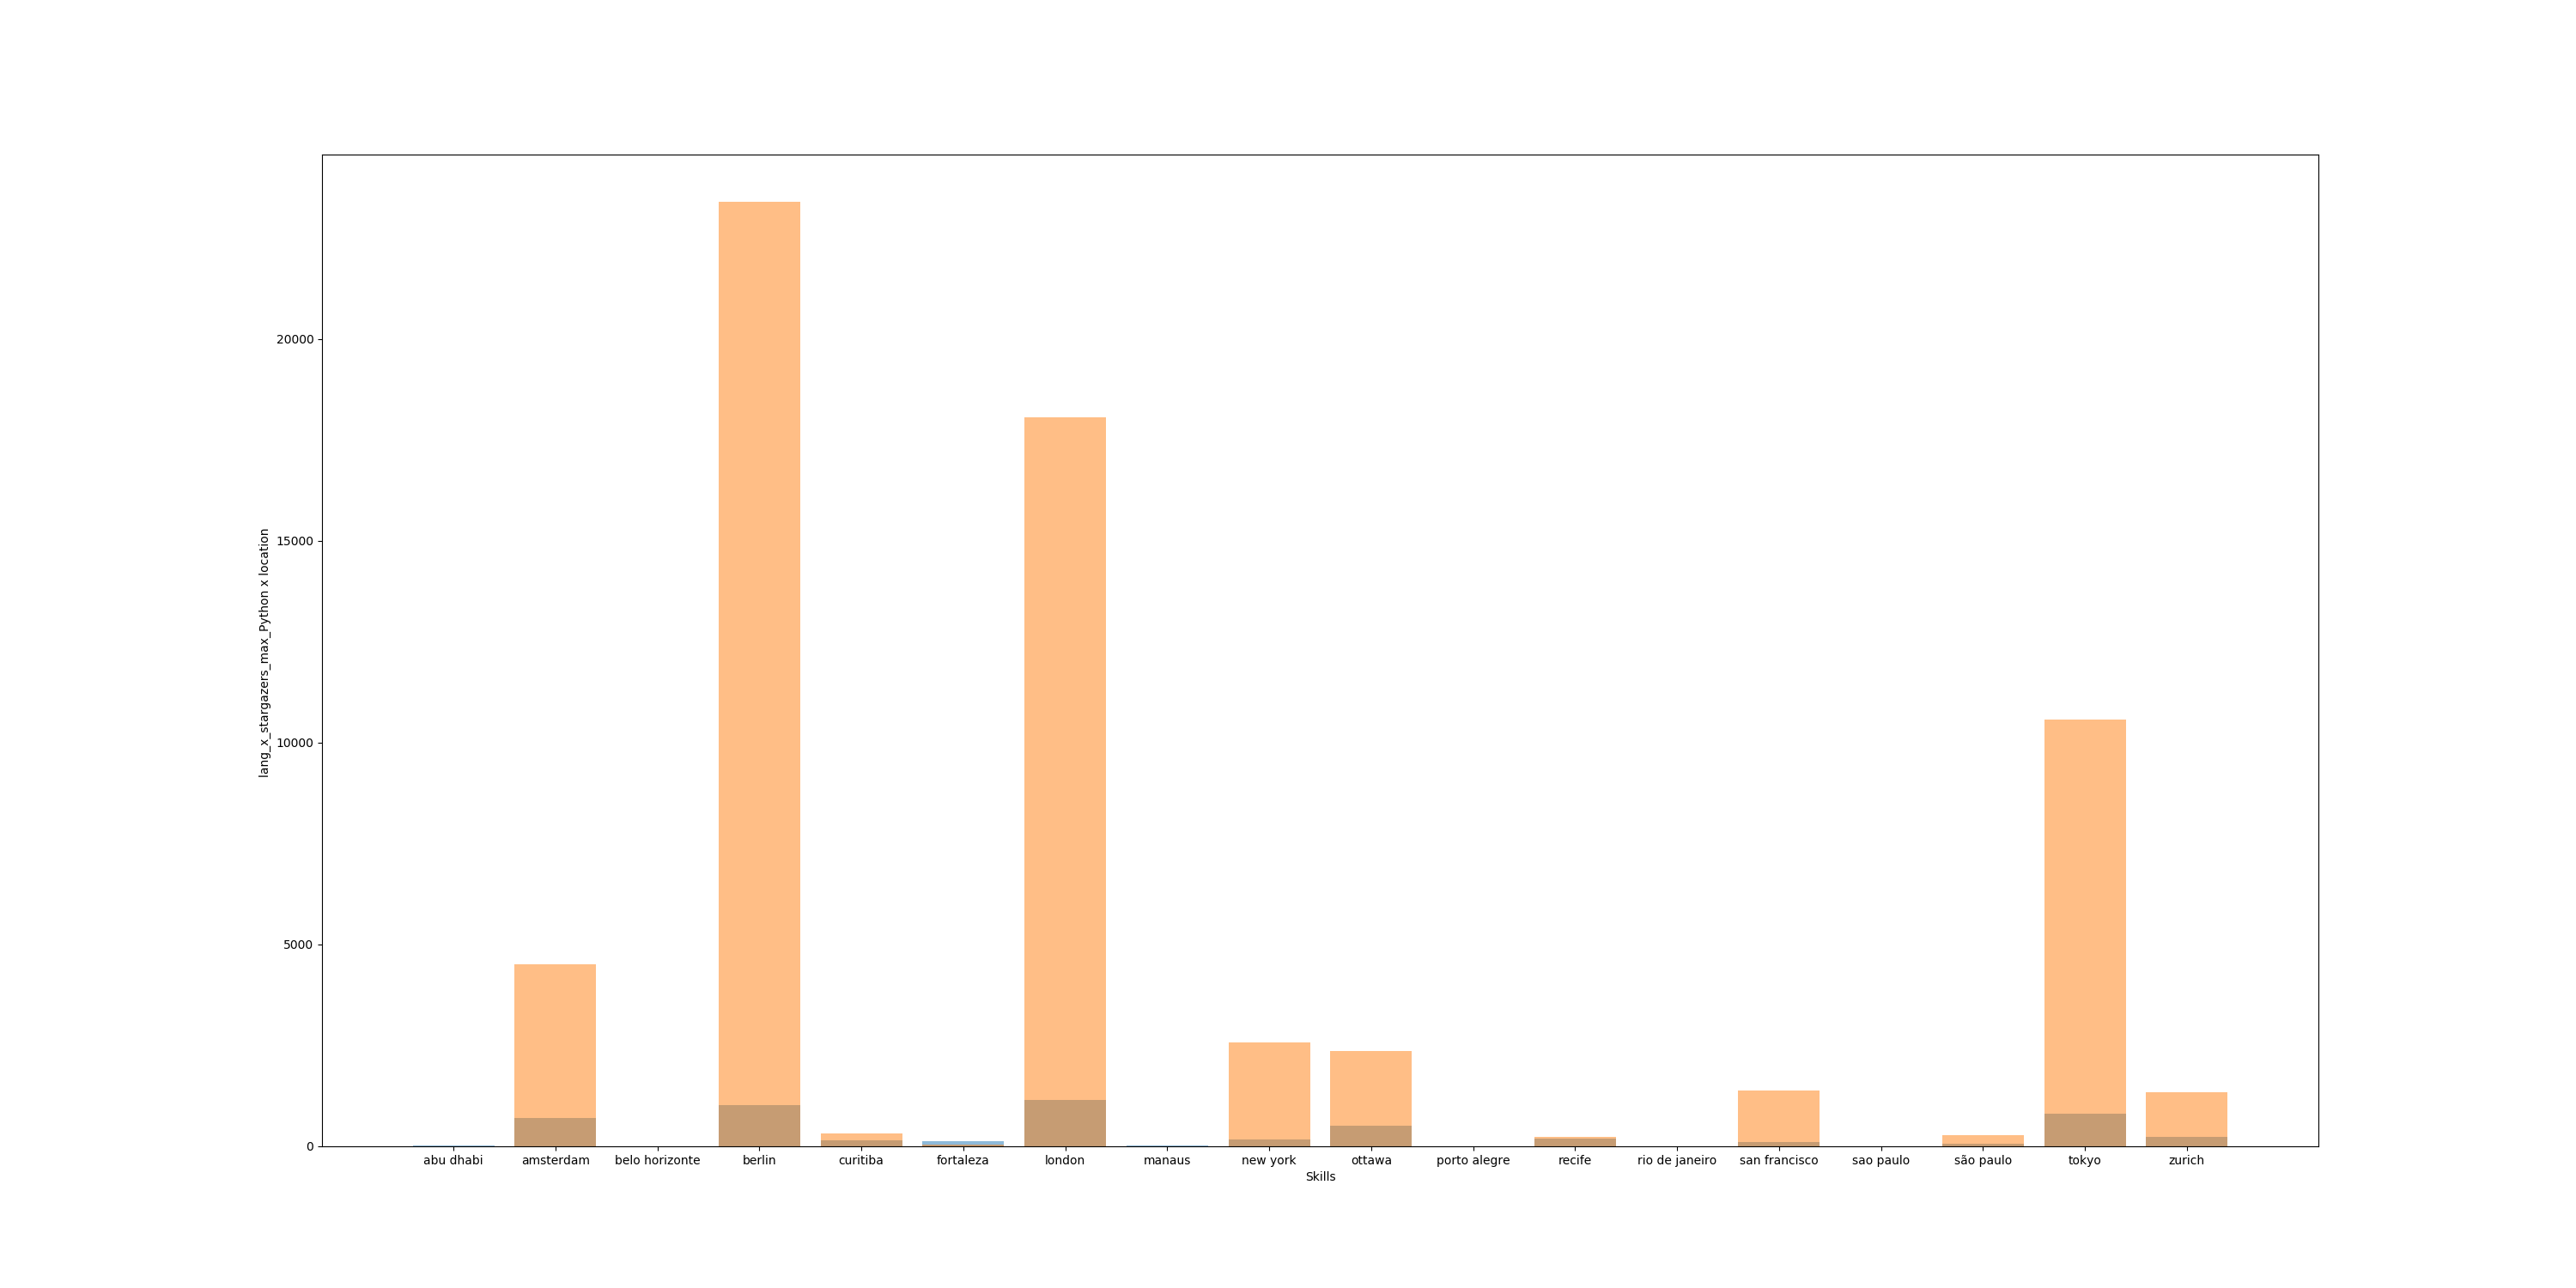 lang_x_stargazers_max_Python x location
20000
15000
10000
5000
0
abu dhabi amsterdam belo horizonte berlin curitiba fortaleza london manaus new york ottawa porto alegre recife rio de janeiro san francisco sao paulo são paulo tokyo zurich
Skills